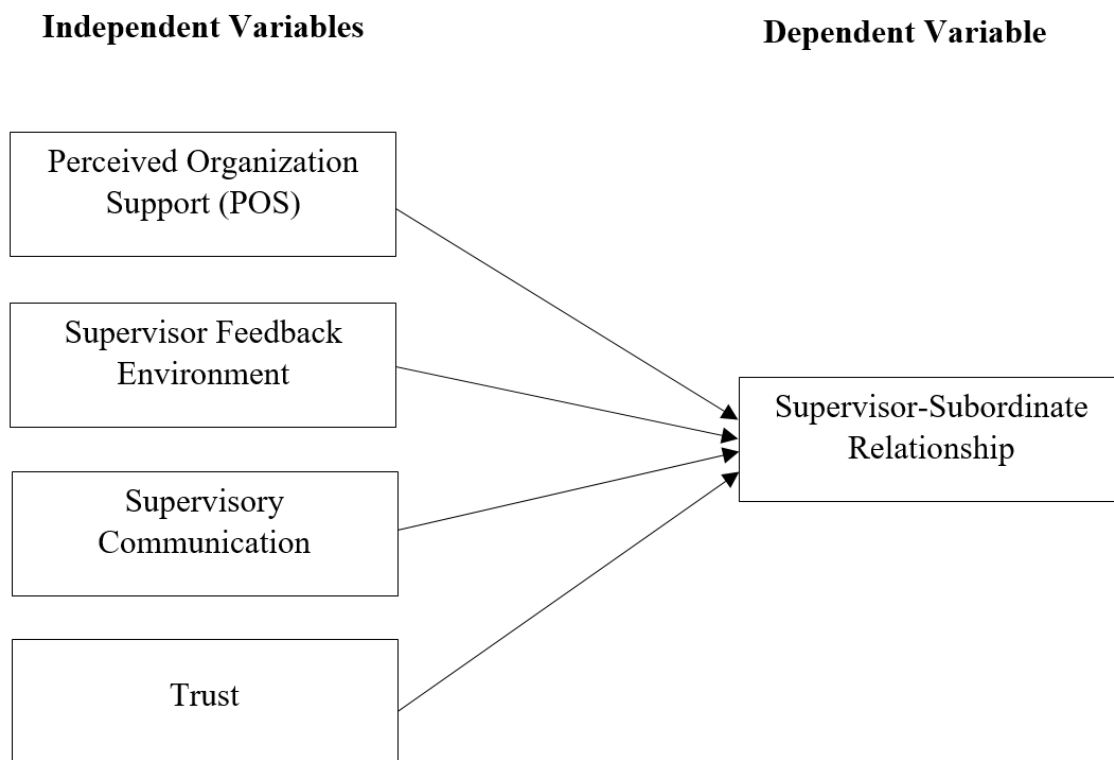 Independent Variables
Dependent Variable
Perceived Organization
Support (POS)
Supervisor Feedback
Environment
Supervisor-Subordinate
Relationship
Supervisory
Communication
Trust